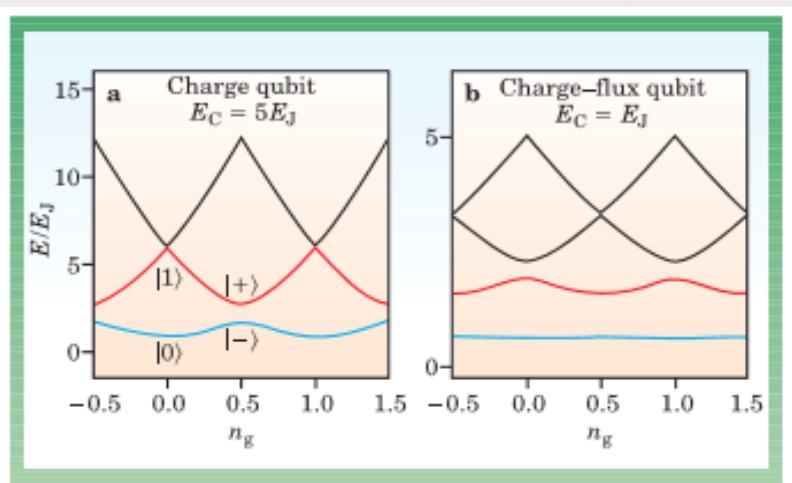 a Charge qubit
E_C = 5E_J
15
10
5
0
E/E_J
|1⟩ |+⟩
|0⟩ |−⟩
−0.5 0.0 0.5 1.0 1.5
n_g
b Charge–flux qubit
E_C = E_J
5
0
−0.5 0.0 0.5 1.0 1.5
n_g